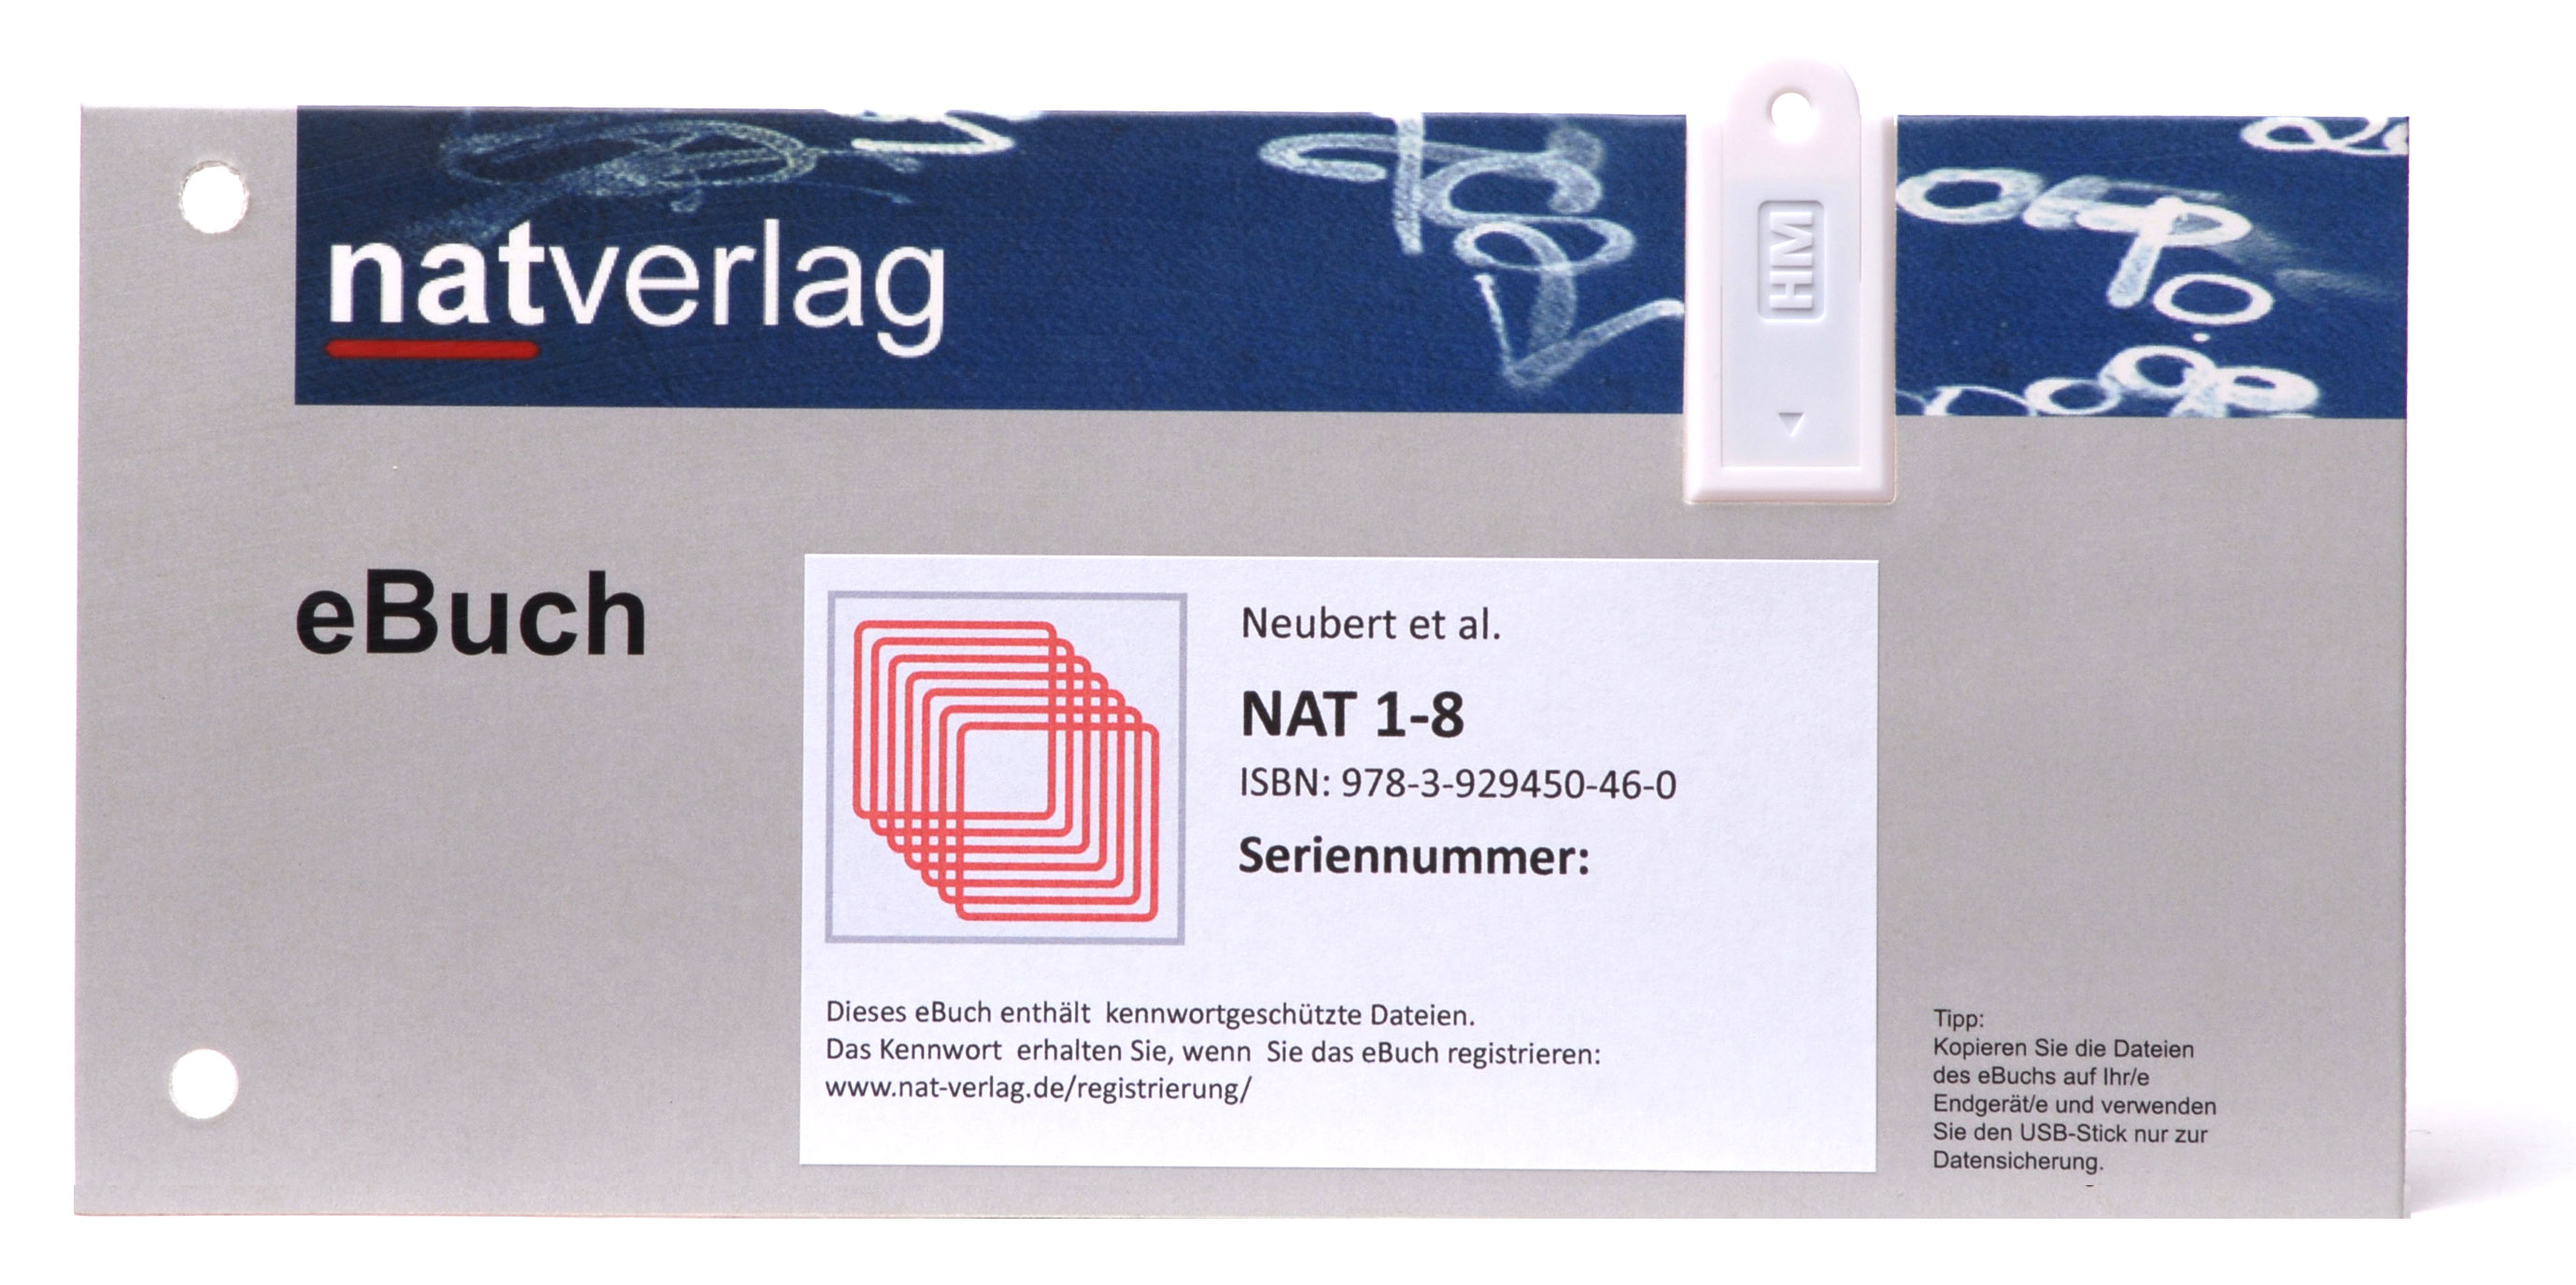 natverlag
HM
eBuch
Neubert et al.
NAT 1-8
ISBN: 978-3-929450-46-0
Seriennummer:
Dieses eBuch enthält kennwortgeschützte Dateien.
Das Kennwort erhalten Sie, wenn Sie das eBuch registrieren:
www.nat-verlag.de/registrierung/
Tipp:
Kopieren Sie die Dateien
des eBuchs auf Ihr/e
Endgerät/e und verwenden
Sie den USB-Stick nur zur
Datensicherung.